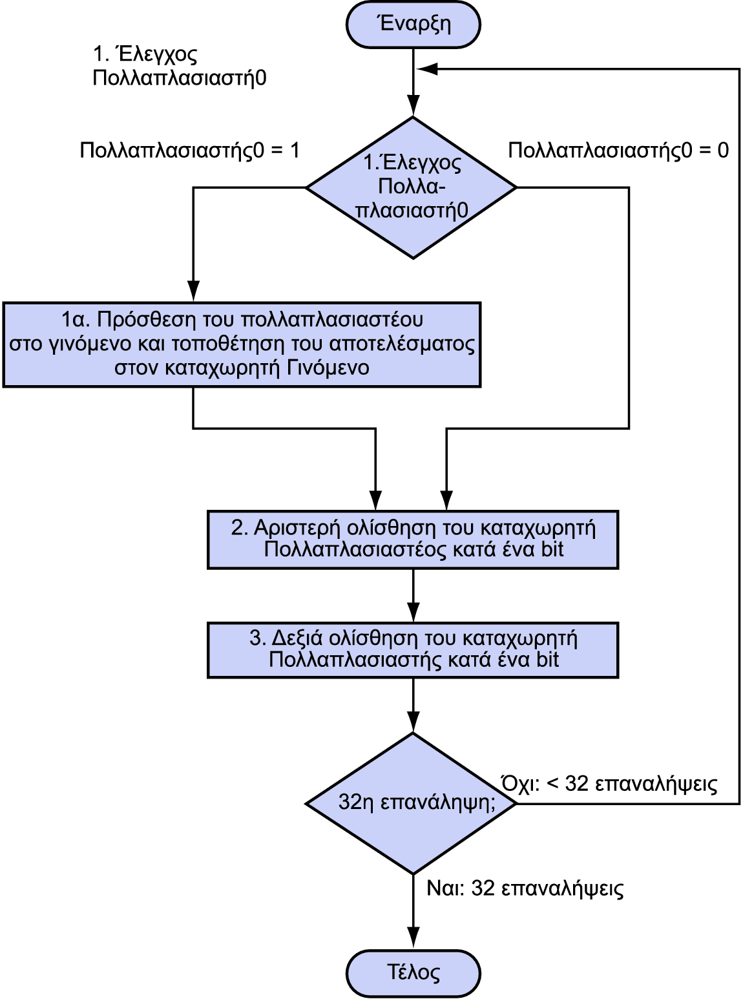 Έναρξη
1. Έλεγχος
Πολλαπλασιαστή0
Πολλαπλασιαστής0 = 1
Πολλαπλασιαστής0 = 0
1.Έλεγχος
Πολλα-
πλασιαστή0
1α. Πρόσθεση του πολλαπλασιαστέου
στο γινόμενο και τοποθέτηση του αποτελέσματος
στον καταχωρητή Γινόμενο
2. Αριστερή ολίσθηση του καταχωρητή
Πολλαπλασιαστέος κατά ένα bit
3. Δεξιά ολίσθηση του καταχωρητή
Πολλαπλασιαστής κατά ένα bit
Όχι: < 32 επαναλήψεις
32η επανάληψη;
Ναι: 32 επαναλήψεις
Τέλος